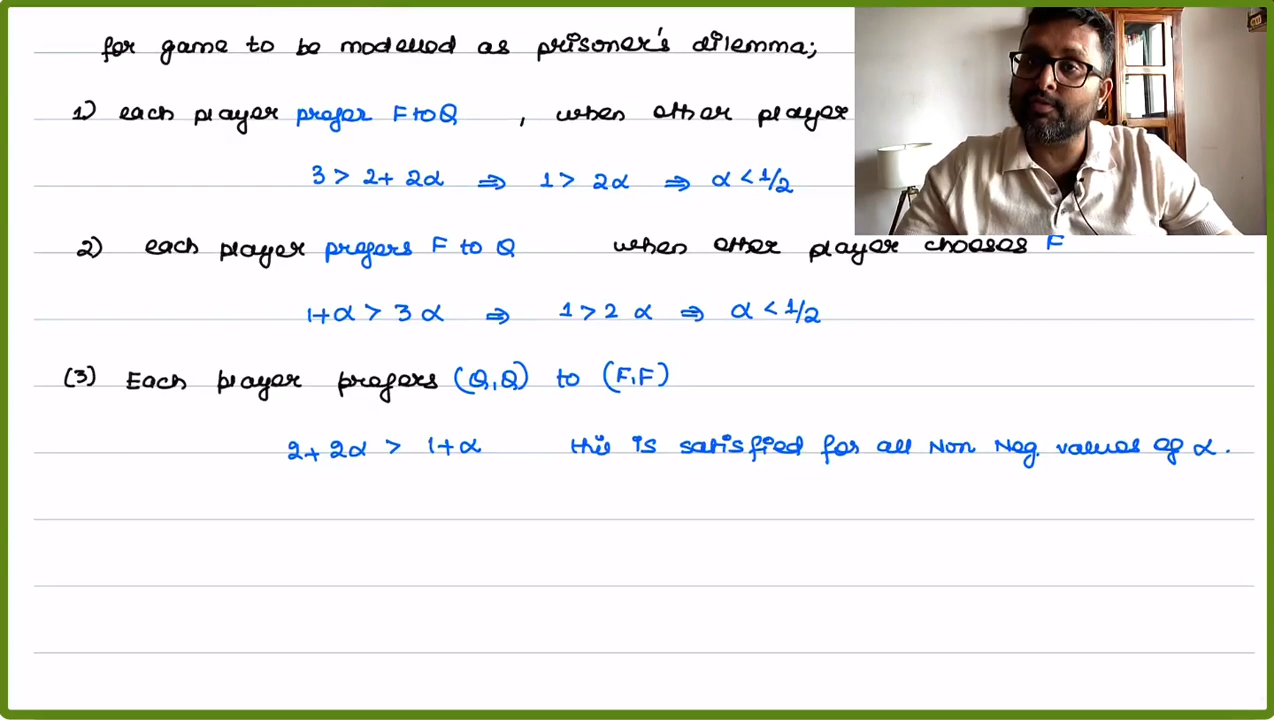 for game to be modelled as prisoner's dilemma;
1) each player prefer F to Q , when other player
3 > 2+ 2α ⇒ 1 > 2α ⇒ α < 1/2
2) each player prefers F to Q when other player chooses F
1+α > 3 α ⇒ 1 > 2 α ⇒ α < 1/2
(3) Each player prefers (Q,Q) to (F,F)
2+ 2α > 1+α this is satisfied for all Non Neg. values of α.